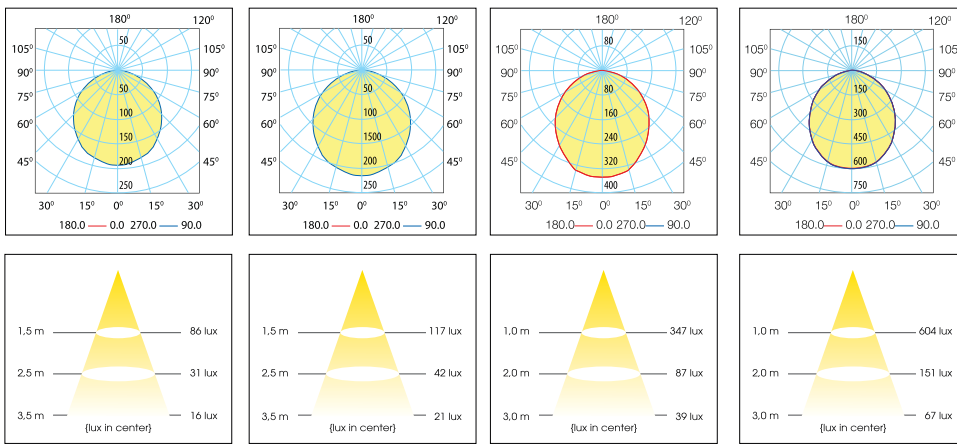 180⁰ 120⁰
50
105⁰ 105⁰
90⁰ 90⁰
50
75⁰ 75⁰
100
60⁰ 60⁰
150
45⁰ 200 45⁰
250
30⁰ 15⁰ 0⁰ 15⁰ 30⁰
180.0 0.0 270.0 90.0
180⁰ 120⁰
50
105⁰ 105⁰
90⁰ 90⁰
50
75⁰ 75⁰
100
60⁰ 60⁰
1500
45⁰ 200 45⁰
250
30⁰ 15⁰ 0⁰ 15⁰ 30⁰
180.0 0.0 270.0 90.0
180⁰ 120⁰
80
105⁰ 105⁰
90⁰ 90⁰
80
75⁰ 75⁰
160
60⁰ 60⁰
240
45⁰ 320 45⁰
400
30⁰ 15⁰ 0⁰ 15⁰ 30⁰
180.0 0.0 270.0 90.0
180⁰ 120⁰
150
105⁰ 105⁰
90⁰ 90⁰
150
75⁰ 75⁰
300
60⁰ 60⁰
450
45⁰ 600 45⁰
750
30⁰ 15⁰ 0⁰ 15⁰ 30⁰
180.0 0.0 270.0 90.0
1,5 m 86 lux
2,5 m 31 lux
3,5 m 16 lux
{lux in center}
1,5 m 117 lux
2,5 m 42 lux
3,5 m 21 lux
{lux in center}
1,0 m 347 lux
2,0 m 87 lux
3,0 m 39 lux
{lux in center}
1,0 m 604 lux
2,0 m 151 lux
3,0 m 67 lux
{lux in center}